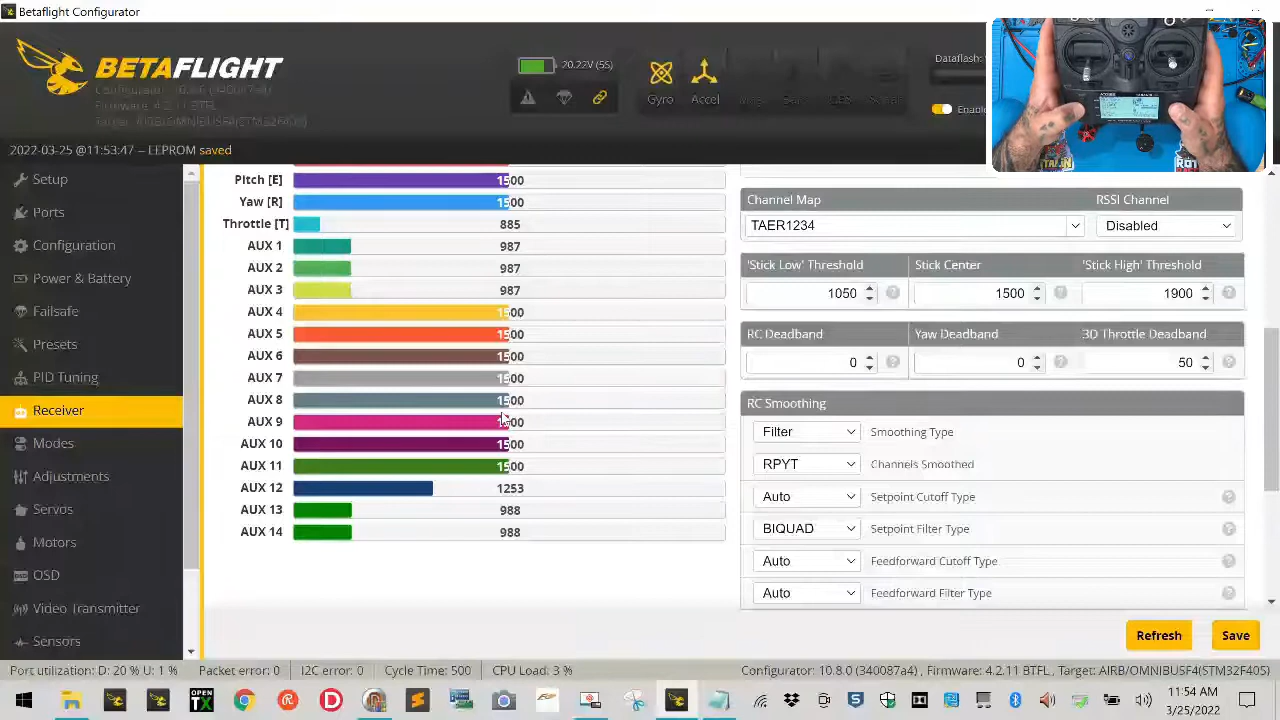 Betaflight Configurator
BETAFLIGHT
20.22V (5S)
Gyro
Accel
Dataflash:
Enable
2022-03-25 @11:53:47 -- EEPROM saved
Setup
Ports
Configuration
Power & Battery
Failsafe
Presets
PID Tuning
Receiver
Modes
Adjustments
Servos
Motors
OSD
Video Transmitter
Sensors
Pitch [E] 1500
Yaw [R] 1500
Throttle [T] 885
AUX 1 987
AUX 2 987
AUX 3 987
AUX 4 1500
AUX 5 1500
AUX 6 1500
AUX 7 1500
AUX 8 1500
AUX 9 1500
AUX 10 1500
AUX 11 1500
AUX 12 1253
AUX 13 988
AUX 14 988
Channel Map RSSI Channel
TAER1234 Disabled
'Stick Low' Threshold Stick Center 'Stick High' Threshold
1050 1500 1900
RC Deadband Yaw Deadband 3D Throttle Deadband
0 0 50
RC Smoothing
Filter Smoothing Type
RPYT Channels Smoothed
Auto Setpoint Cutoff Type
BIQUAD Setpoint Filter Type
Auto Feedforward Cutoff Type
Auto Feedforward Filter Type
Refresh Save
Port utilization: D: 20 % U: 1 % Packet error: 0 I2C error: 0 Cycle Time: 500 CPU Load: 3 % Configurator: 10.8.0 (340087a4), Firmware: 4.2.11 BTFL, Target: AIRB/OMNIBUSF4(STM32F405)
OPEN
TX
11:54 AM
3/25/2022